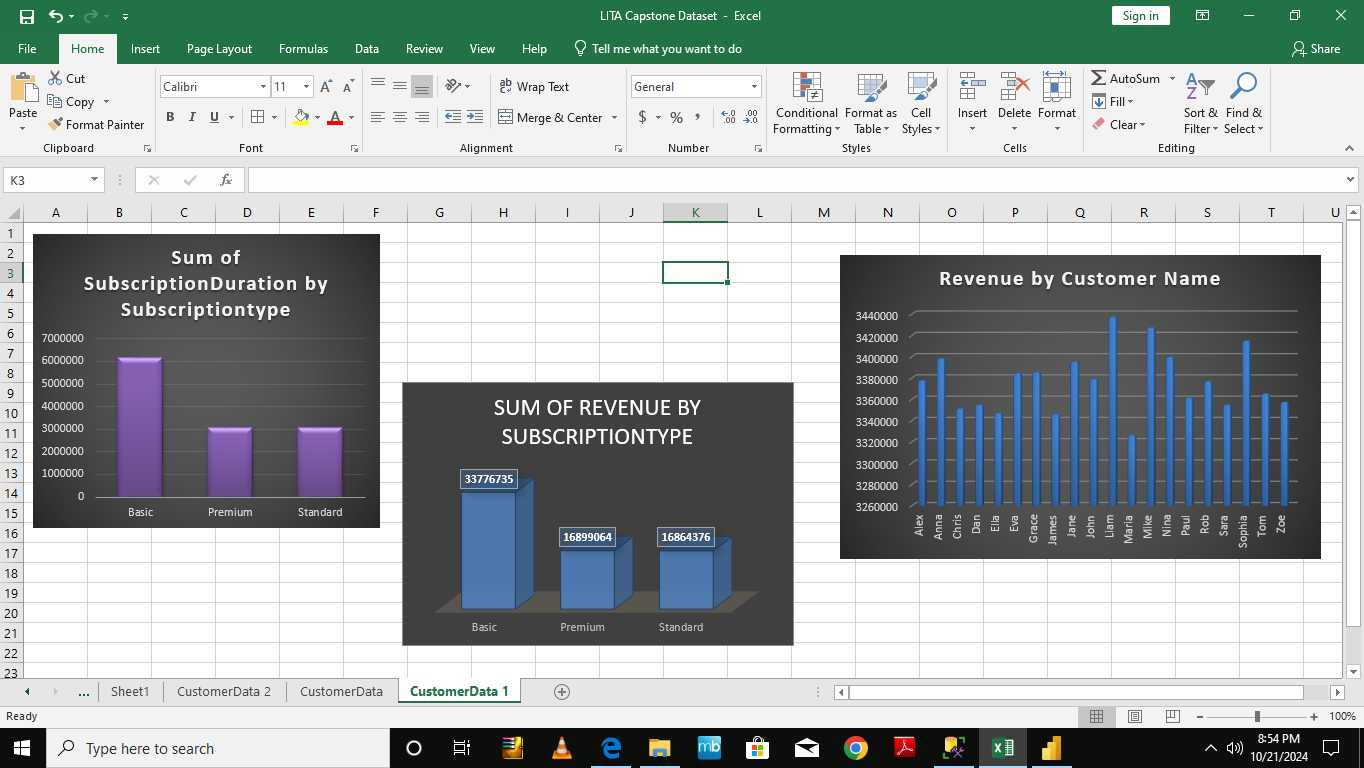 LITA Capstone Dataset - Excel
Sign in
File Home Insert Page Layout Formulas Data Review View Help Tell me what you want to do Share
Paste
Cut
Copy
Format Painter
Clipboard
Calibri 11
B I U A
Font
Wrap Text
Merge & Center
Alignment
General
$ % ,
Number
Conditional Formatting
Format as Table
Cell Styles
Styles
Insert Delete Format
Cells
AutoSum
Fill
Clear
Sort & Filter
Find & Select
Editing
K3 fx
A B C D E F G H I J K L M N O P Q R S T U
1
2
3
4
5
6
7
8
9
10
11
12
13
14
15
16
17
18
19
20
21
22
23
Sum of
SubscriptionDuration by
Subscriptiontype
7000000
6000000
5000000
4000000
3000000
2000000
1000000
0
Basic Premium Standard
SUM OF REVENUE BY
SUBSCRIPTIONTYPE
33776735
16899064 16864376
Basic Premium Standard
Revenue by Customer Name
3440000
3420000
3400000
3380000
3360000
3340000
3320000
3300000
3280000
3260000
Alex Anna Chris Dan Ella Eva Grace James Jane John Liam Maria Mike Nina Paul Rob Sara Sophia Tom Zoe
... Sheet1 CustomerData 2 CustomerData CustomerData 1
Ready 100%
Type here to search
mb
8:54 PM
10/21/2024